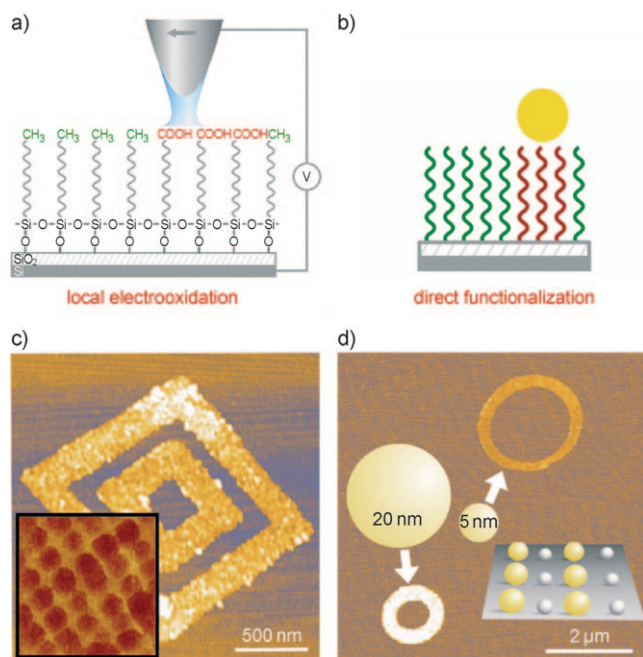 a)
b)
CH3 CH3 CH3 CH3 COOH COOH COOH CH3
V
-Si-O-Si-O-Si-O-Si-O-Si-O-Si-O-Si-
O O O O O O O
SiO2
Si
local electrooxidation
direct functionalization
c)
d)
20 nm
5 nm
500 nm
2 µm